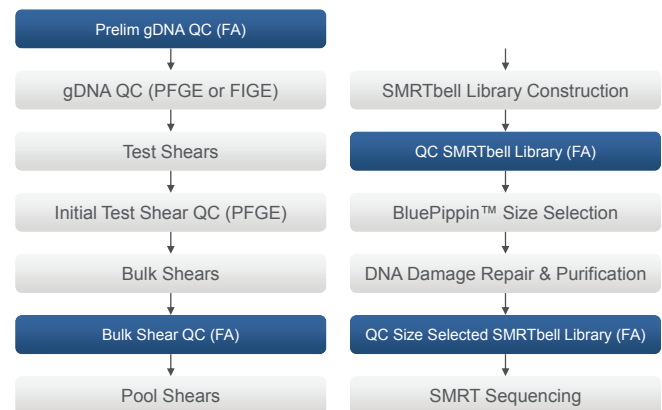 Prelim gDNA QC (FA)
gDNA QC (PFGE or FIGE)
Test Shears
Initial Test Shear QC (PFGE)
Bulk Shears
Bulk Shear QC (FA)
Pool Shears
SMRTbell Library Construction
QC SMRTbell Library (FA)
BluePippin™ Size Selection
DNA Damage Repair & Purification
QC Size Selected SMRTbell Library (FA)
SMRT Sequencing